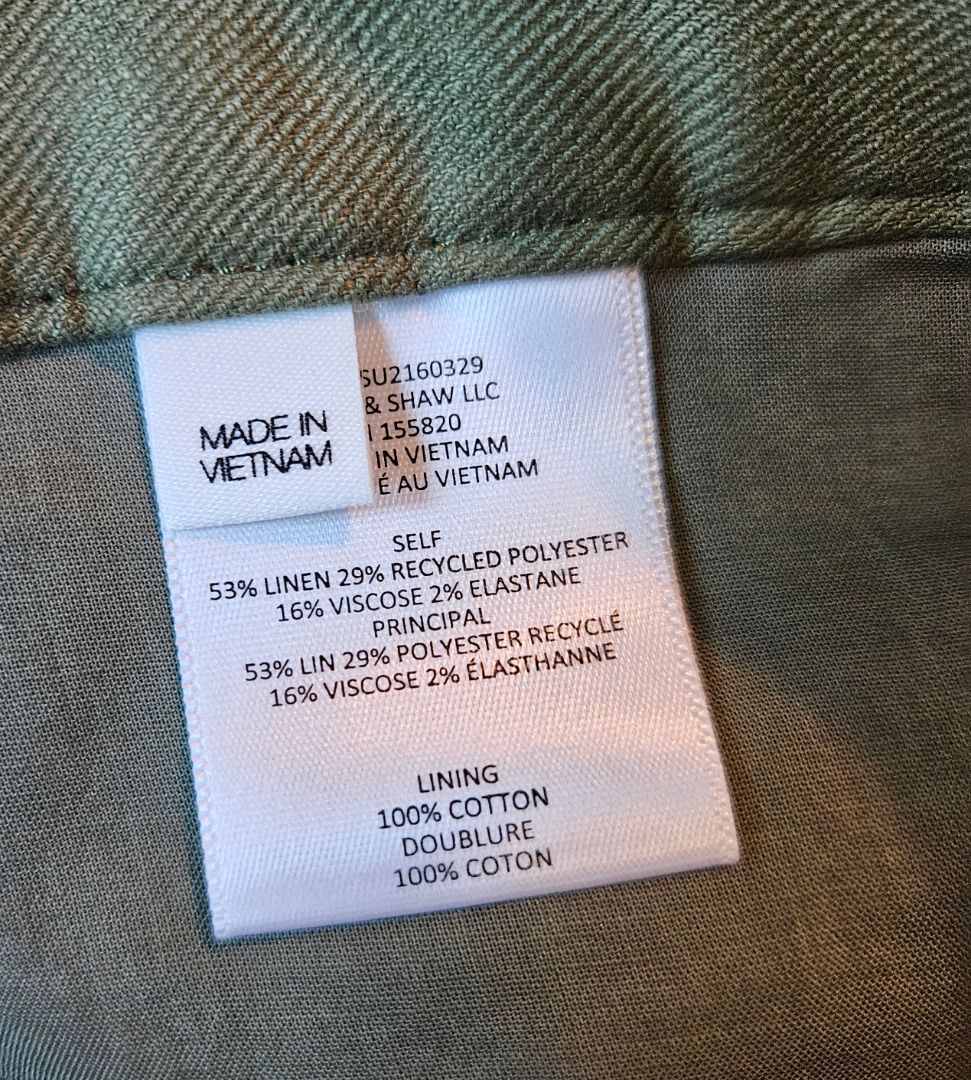 MADE IN
VIETNAM
SU2160329
& SHAW LLC
155820
IN VIETNAM
É AU VIETNAM
SELF
53% LINEN 29% RECYCLED POLYESTER
16% VISCOSE 2% ELASTANE
PRINCIPAL
53% LIN 29% POLYESTER RECYCLÉ
16% VISCOSE 2% ÉLASTHANNE
LINING
100% COTTON
DOUBLURE
100% COTON